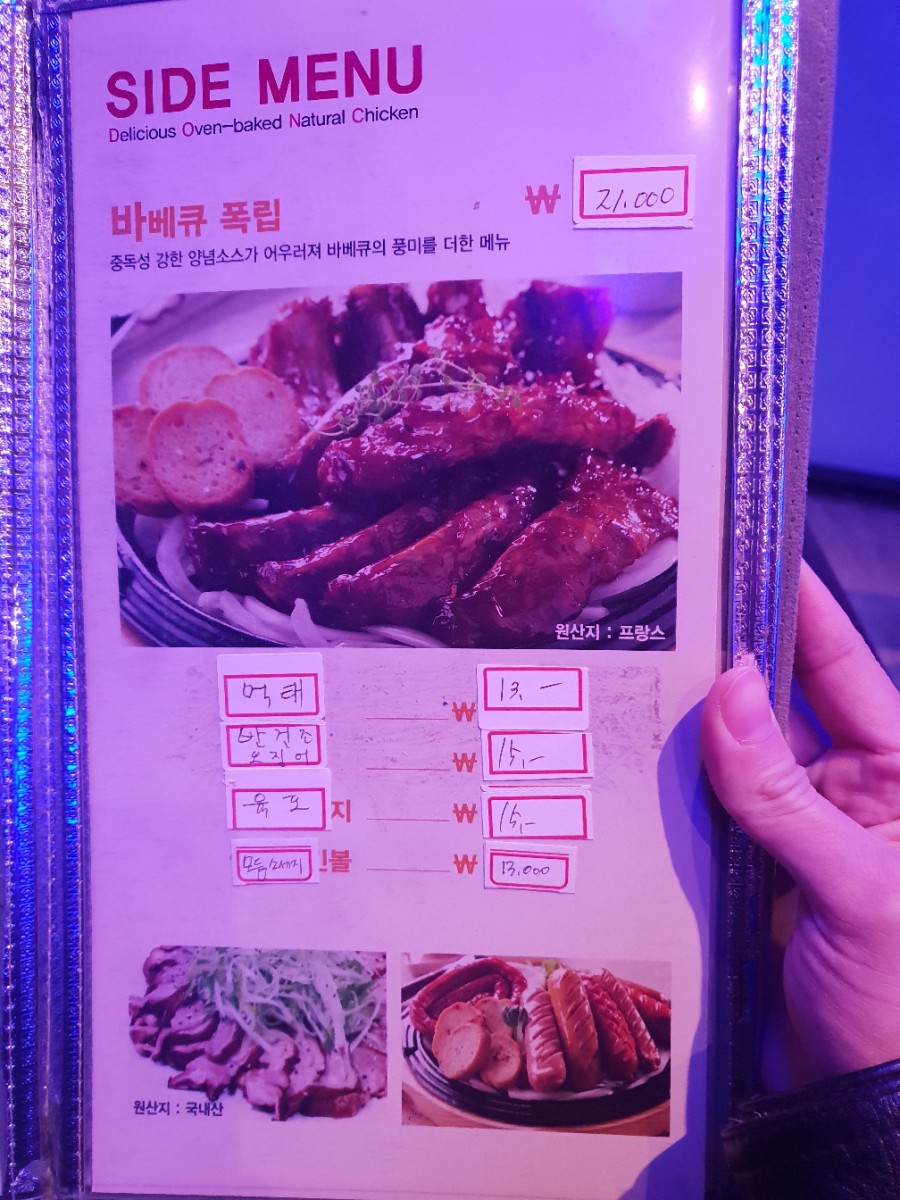 SIDE MENU
Delicious Oven-baked Natural Chicken
바베큐 폭립 ₩ 21.000
중독성 강한 양념소스가 어우러져 바베큐의 풍미를 더한 메뉴
원산지 : 프랑스
먹태 ₩ 13.-
반건조
오징어 ₩ 15.-
육포 지 ₩ 15.-
모듬소세지 볼 ₩ 13.000
원산지 : 국내산